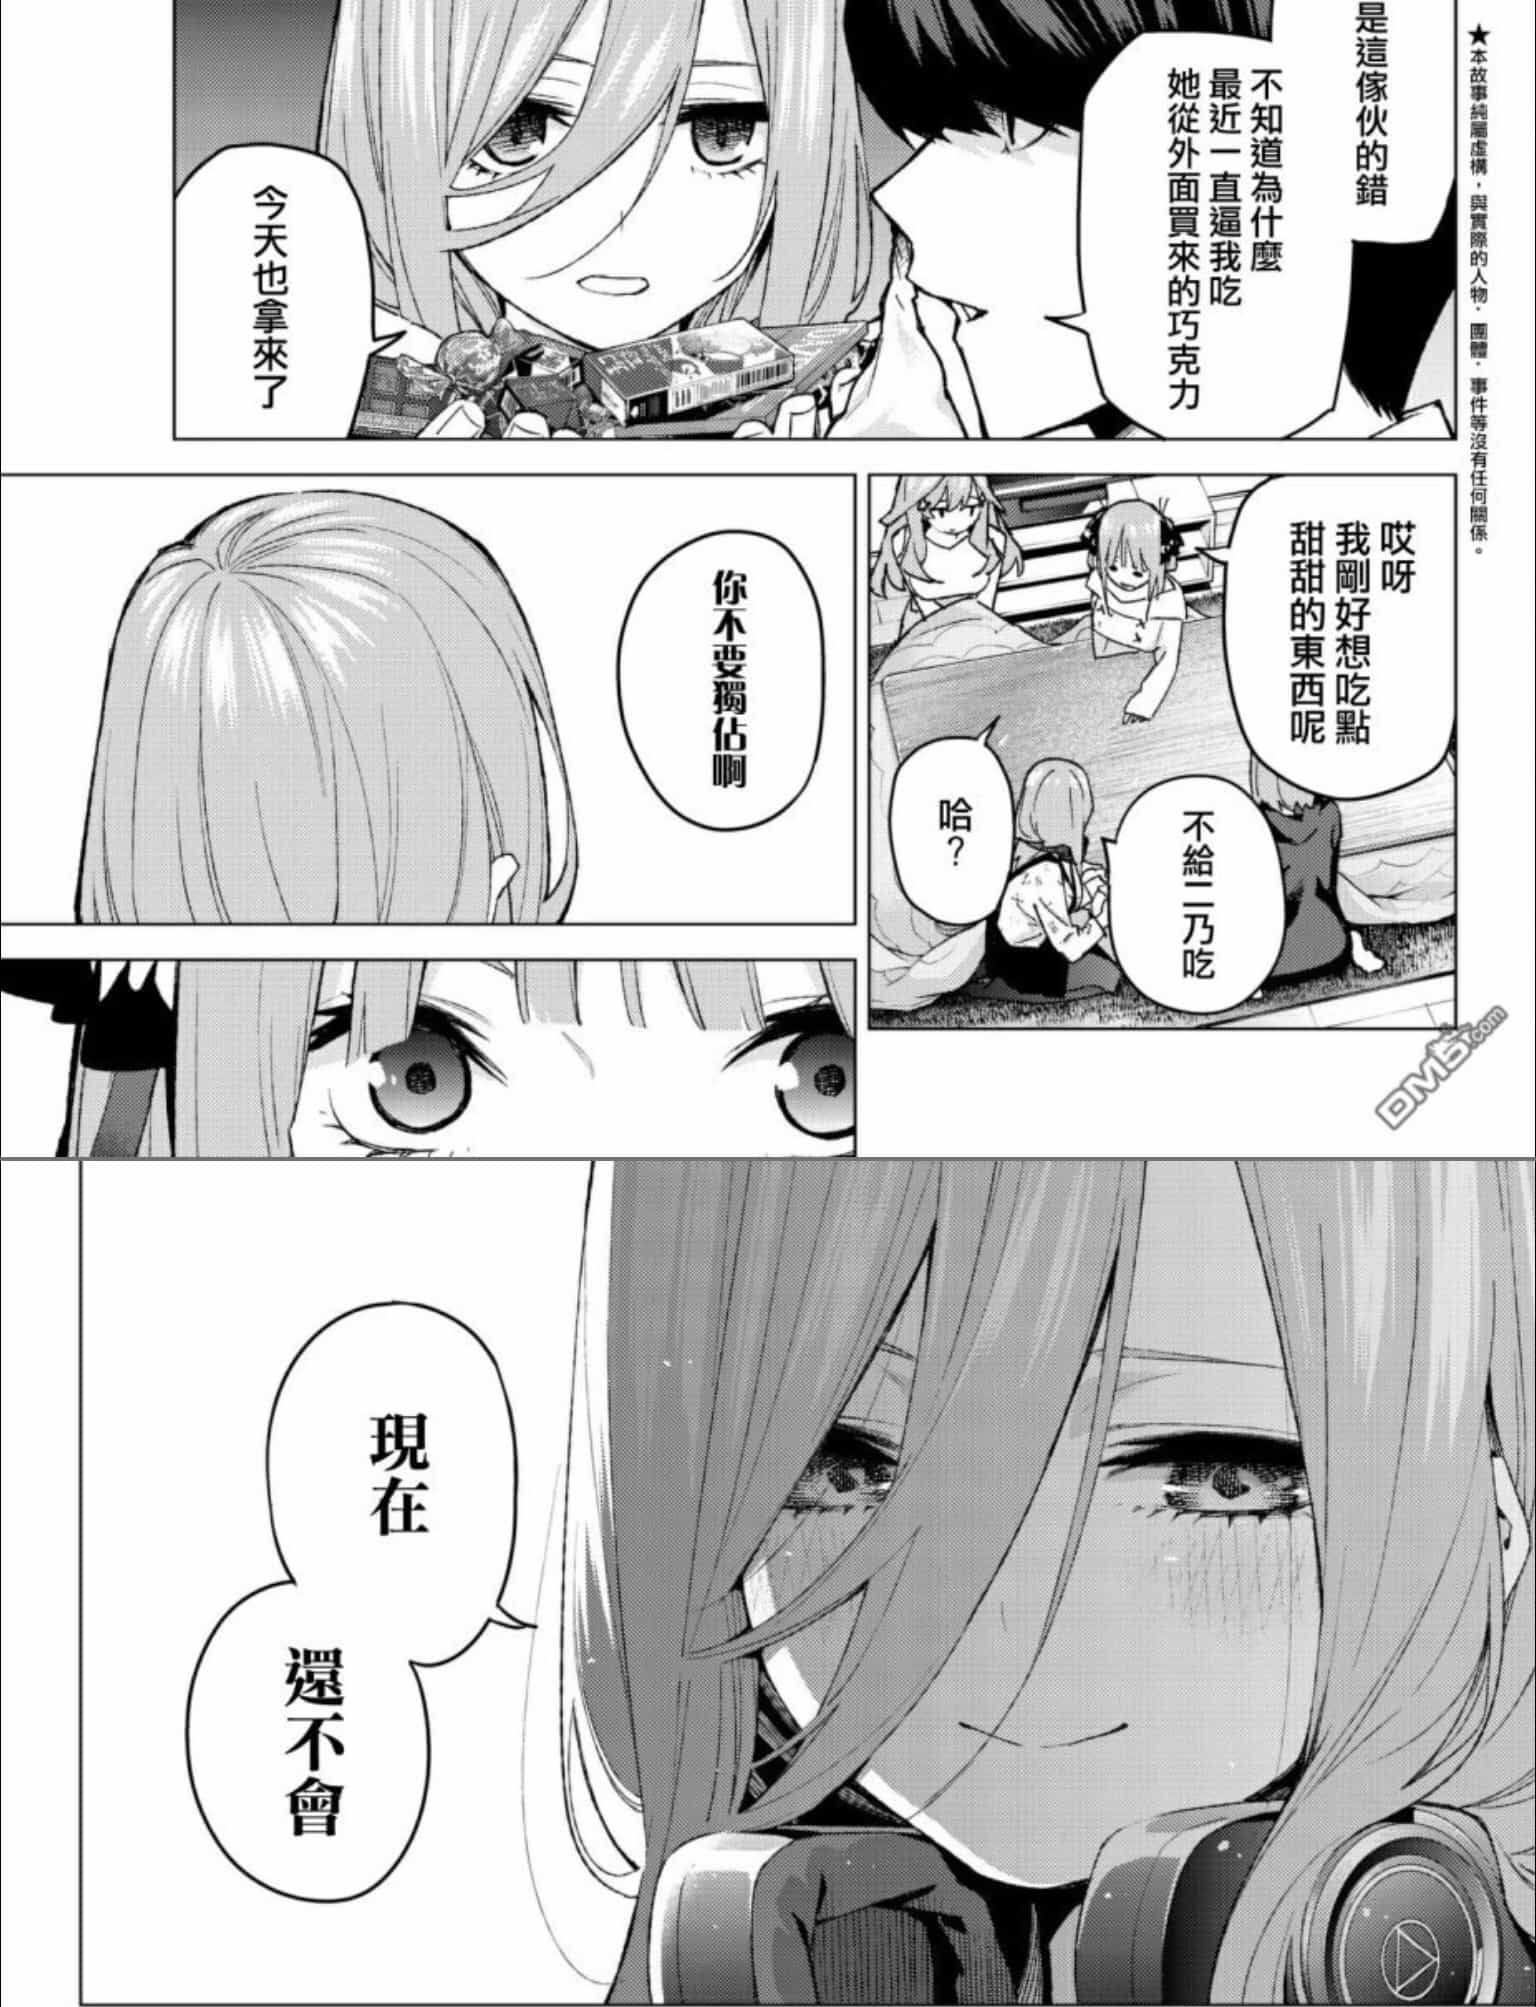 ★本故事純屬虛構，與實際的人物．團體．事件等沒有任何關係。
是這傢伙的錯
不知道為什麼
最近一直逼我吃
她從外面買來的巧克力
今天也拿來了
哎呀
我剛好想吃點
甜甜的東西呢
不給二乃吃
哈？
你不要獨佔啊
DM5.com
現在
還不會